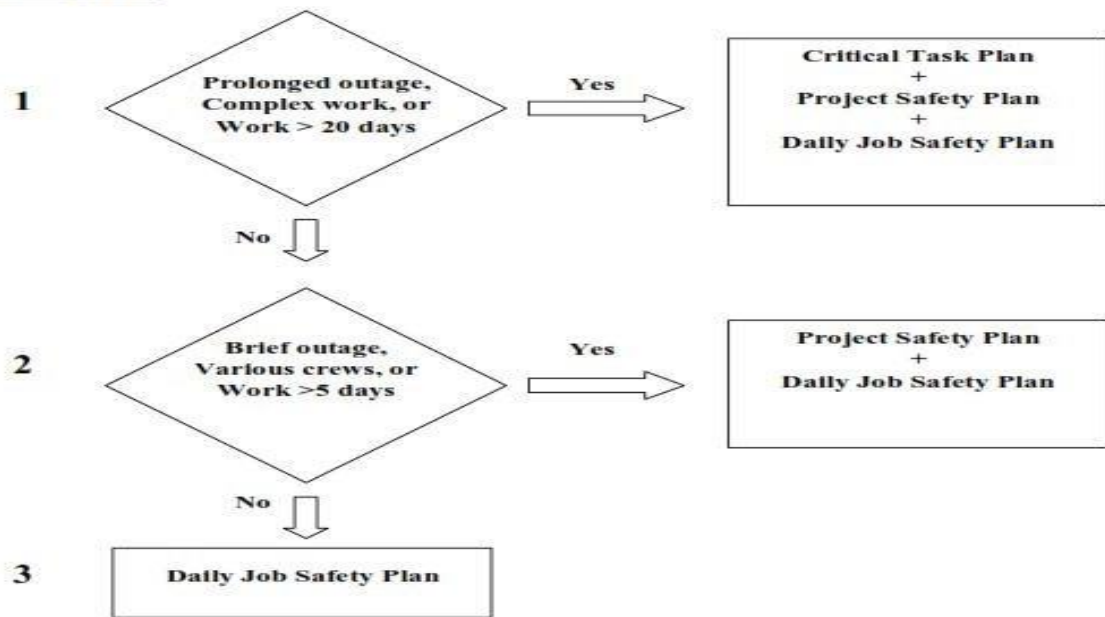 1
Prolonged outage,
Complex work, or
Work > 20 days
Yes
Critical Task Plan
+
Project Safety Plan
+
Daily Job Safety Plan
No
2
Brief outage,
Various crews, or
Work >5 days
Yes
Project Safety Plan
+
Daily Job Safety Plan
No
3
Daily Job Safety Plan